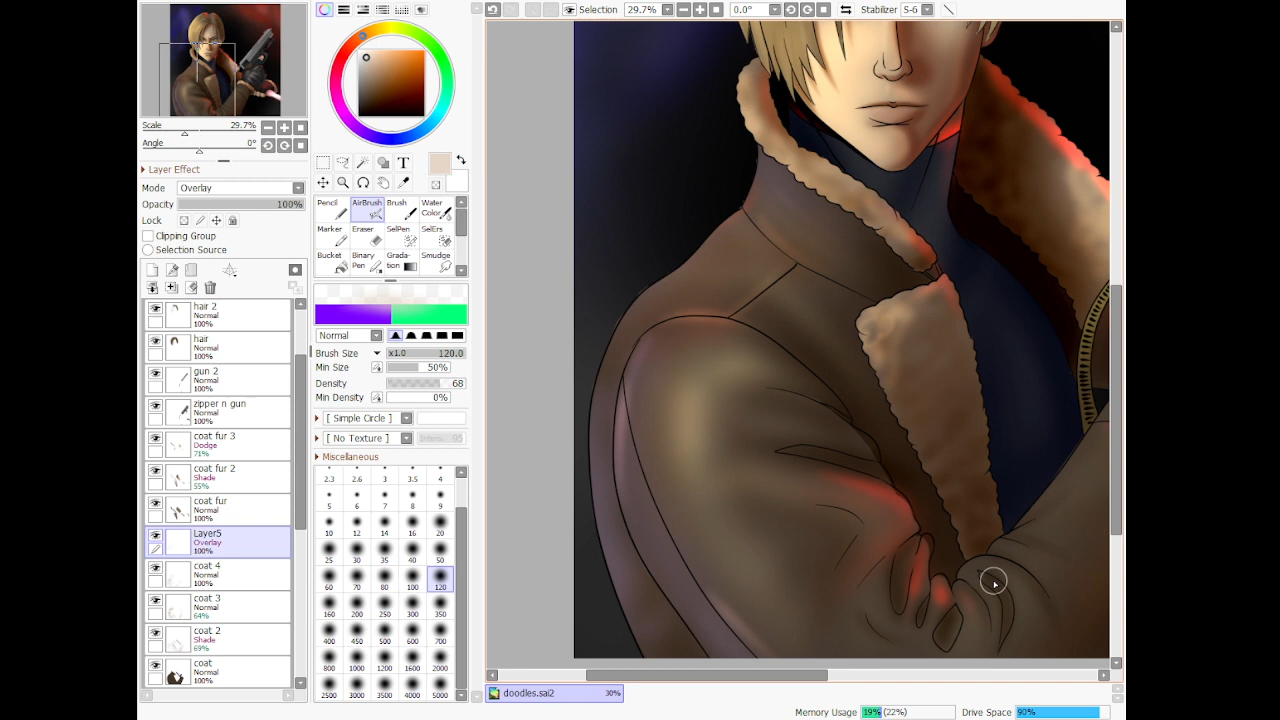 Selection 29.7% 0.0° Stabilizer S-6
Scale 29.7%
Angle 0°
Layer Effect
Mode Overlay
Opacity 100%
Lock
Clipping Group
Selection Source
hair 2
Normal
100%
hair
Normal
100%
gun 2
Normal
100%
zipper n gun
Normal
100%
coat fur 3
Dodge
71%
coat fur 2
Shade
55%
coat fur
Normal
100%
Layer5
Overlay
100%
coat 4
Normal
100%
coat 3
Normal
64%
coat 2
Shade
69%
coat
Normal
100%
T
Pencil AirBrush Brush Water Color
Marker Eraser SelPen SelErs
Bucket Binary Pen Grada-tion Smudge
Normal
Brush Size x1.0 120.0
Min Size 50%
Density 68
Min Density 0%
[ Simple Circle ]
[ No Texture ] Intens. 95
Miscellaneous
2.3 2.6 3 3.5 4
5 6 7 8 9
10 12 14 16 20
25 30 35 40 50
60 70 80 100 120
160 200 250 300 350
400 450 500 600 700
800 1000 1200 1600 2000
2500 3000 3500 4000 5000
doodles.sai2 30%
Memory Usage 19% (22%) Drive Space 90%